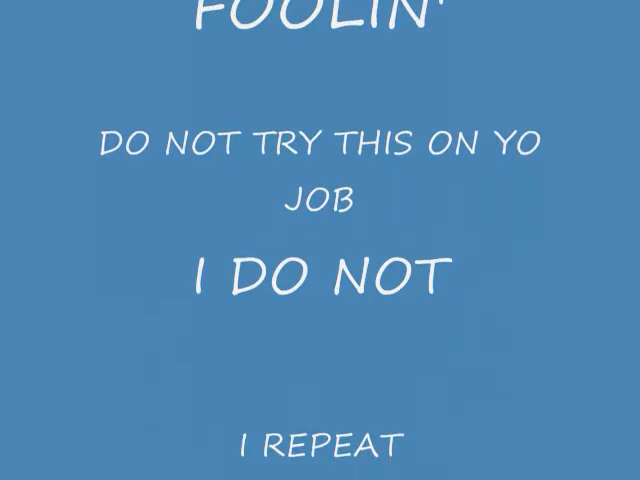 FOOLIN'
DO NOT TRY THIS ON YO
JOB
I DO NOT
I REPEAT